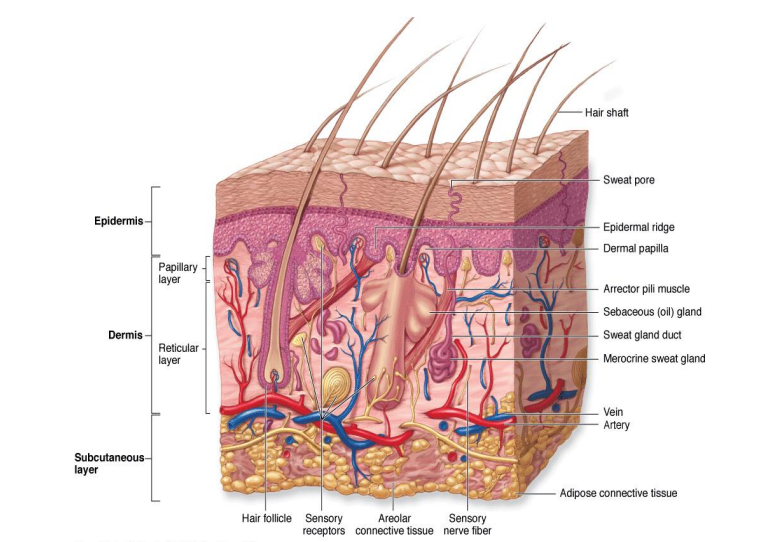 Hair shaft
Sweat pore
Epidermis
Epidermal ridge
Dermal papilla
Papillary
layer
Arrector pili muscle
Sebaceous (oil) gland
Dermis
Sweat gland duct
Reticular
layer
Merocrine sweat gland
Vein
Artery
Subcutaneous
layer
Adipose connective tissue
Hair follicle
Sensory
receptors
Areolar
connective tissue
Sensory
nerve fiber